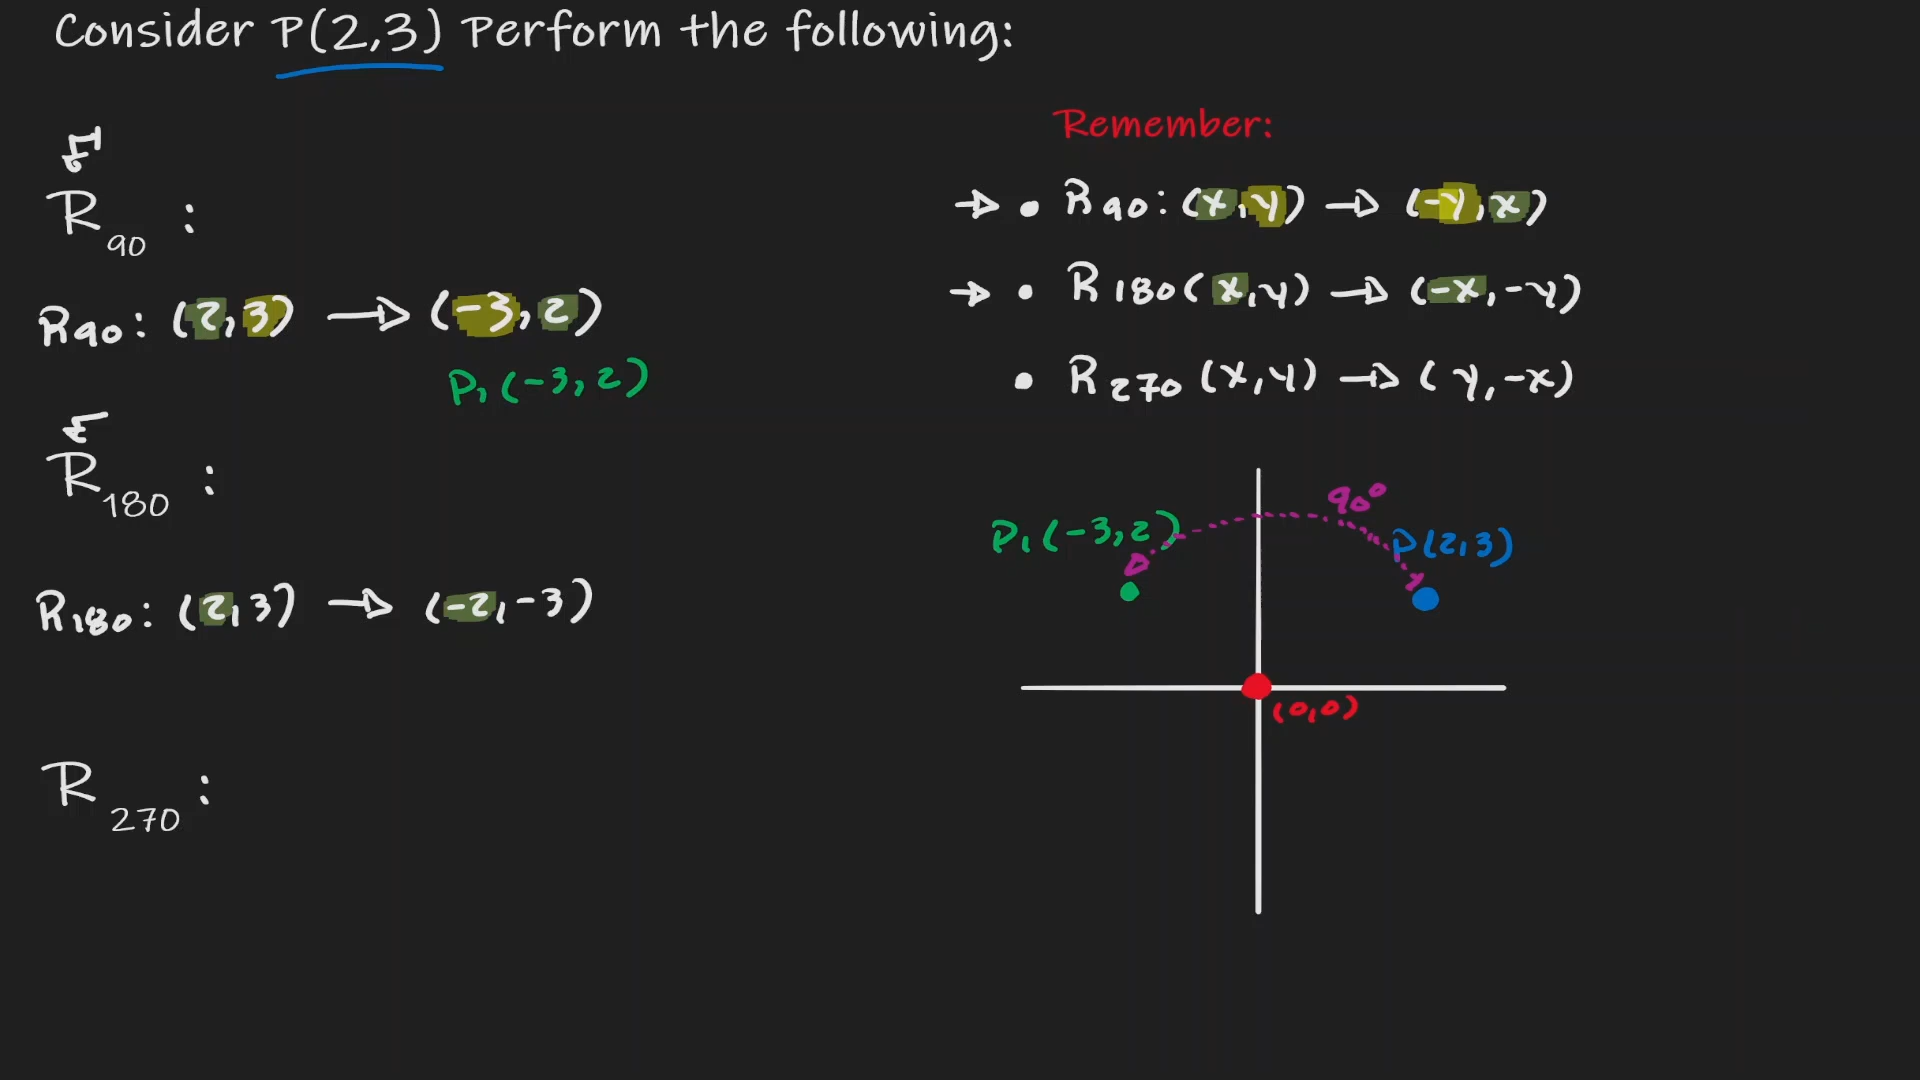 Consider P(2,3) Perform the following:
R90 :
R90: (2,3) → (-3,2)
P1(-3,2)
R180 :
R180: (2,3) → (-2,-3)
R270 :
Remember:
→ • R90: (x,y) → (-y,x)
→ • R180(x,y) → (-x,-y)
• R270 (x,y) → (y,-x)
90°
P1(-3,2)
P(2,3)
(0,0)